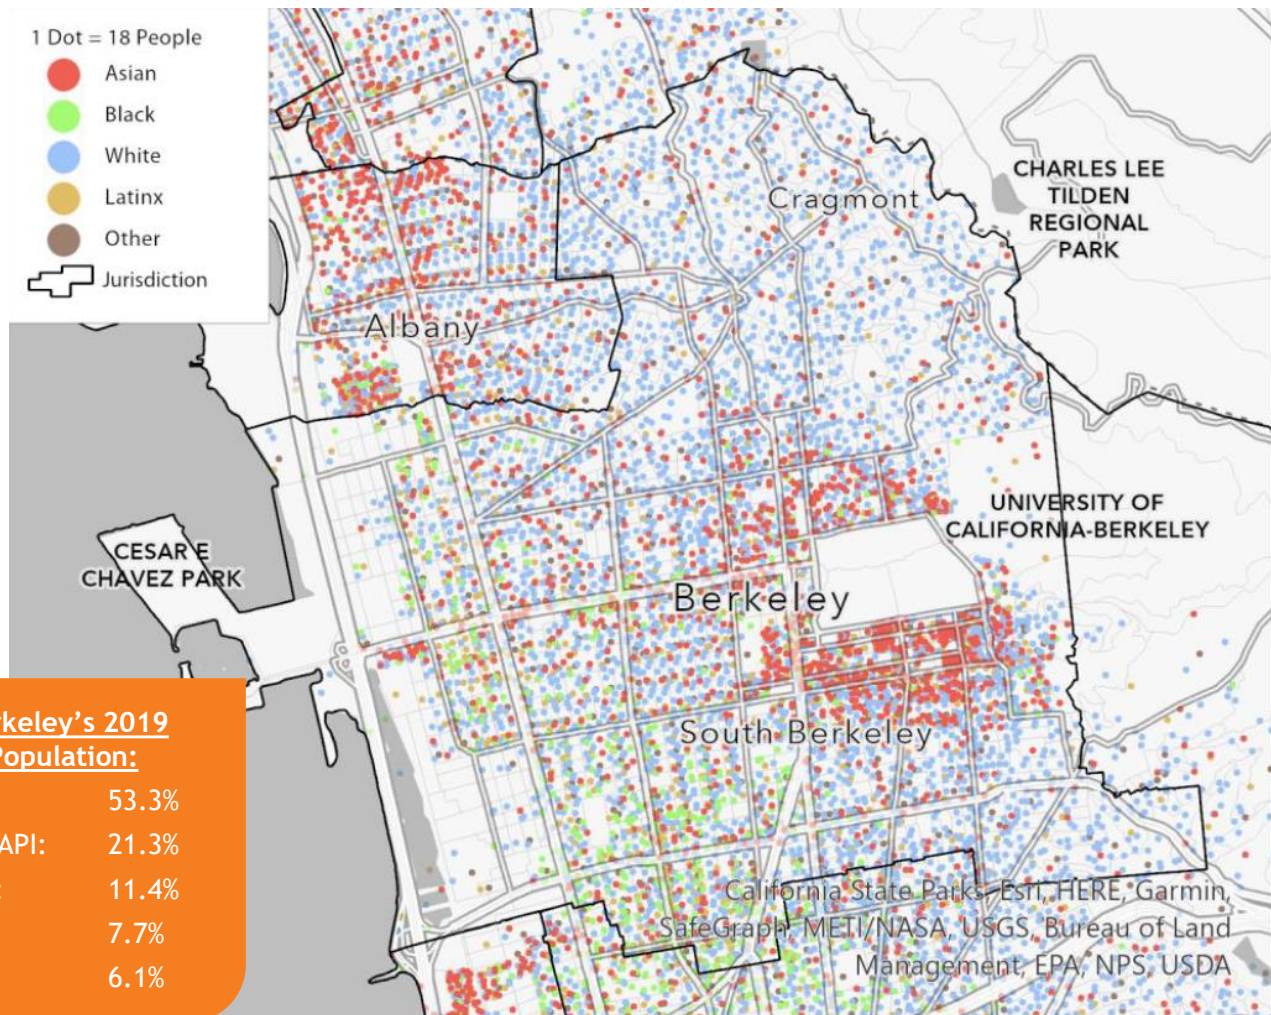 1 Dot = 18 People
Asian
Black
White
Latinx
Other
Jurisdiction
CHARLES LEE
TILDEN
REGIONAL
PARK
Cragmont
Albany
UNIVERSITY OF
CALIFORNIA-BERKELEY
CESAR E
CHAVEZ PARK
Berkeley
South Berkeley
rkeley's 2019
Population:
53.3%
API: 21.3%
: 11.4%
7.7%
6.1%
California State Parks, Esri, HERE, Garmin,
SafeGraph, METI/NASA, USGS, Bureau of Land
Management, EPA, NPS, USDA